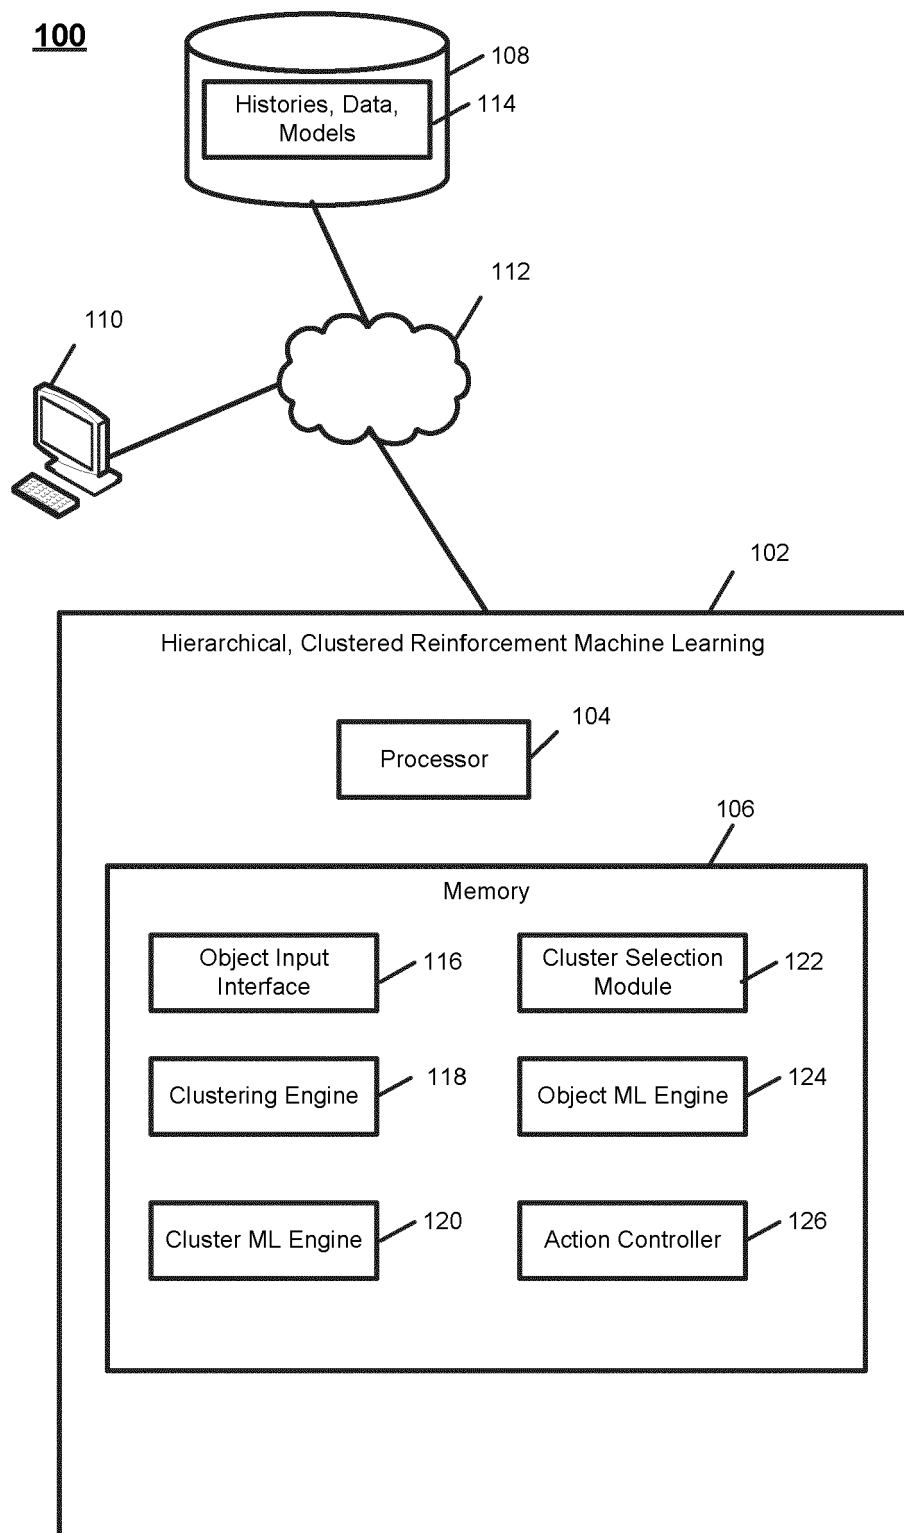 100
108
Histories, Data,
Models
114
112
110
102
Hierarchical, Clustered Reinforcement Machine Learning
104
Processor
106
Memory
Object Input
Interface
116
Cluster Selection
Module
122
Clustering Engine
118
Object ML Engine
124
Cluster ML Engine
120
Action Controller
126